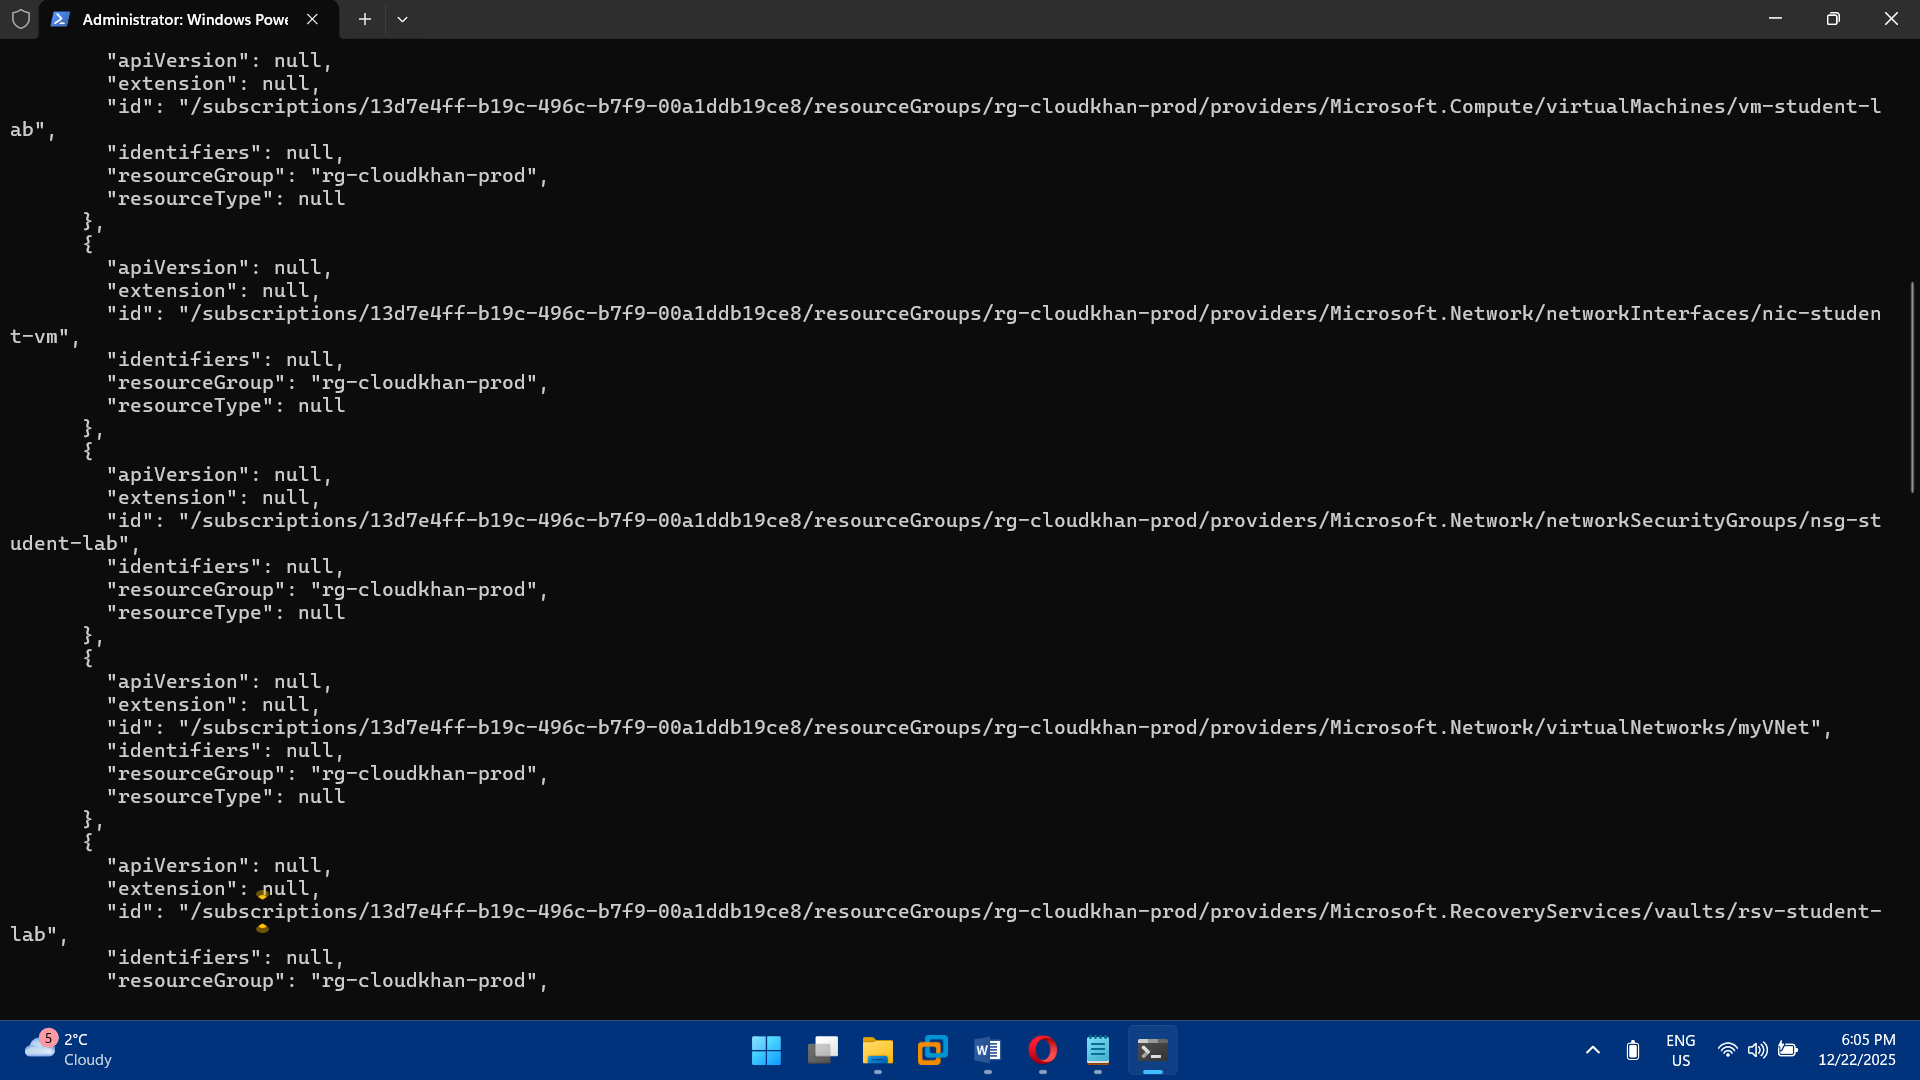 Administrator: Windows Powe
"apiVersion": null,
"extension": null,
"id": "/subscriptions/13d7e4ff-b19c-496c-b7f9-00a1ddb19ce8/resourceGroups/rg-cloudkhan-prod/providers/Microsoft.Compute/virtualMachines/vm-student-l
ab",
"identifiers": null,
"resourceGroup": "rg-cloudkhan-prod",
"resourceType": null
},
{
"apiVersion": null,
"extension": null,
"id": "/subscriptions/13d7e4ff-b19c-496c-b7f9-00a1ddb19ce8/resourceGroups/rg-cloudkhan-prod/providers/Microsoft.Network/networkInterfaces/nic-studen
t-vm",
"identifiers": null,
"resourceGroup": "rg-cloudkhan-prod",
"resourceType": null
},
{
"apiVersion": null,
"extension": null,
"id": "/subscriptions/13d7e4ff-b19c-496c-b7f9-00a1ddb19ce8/resourceGroups/rg-cloudkhan-prod/providers/Microsoft.Network/networkSecurityGroups/nsg-st
udent-lab",
"identifiers": null,
"resourceGroup": "rg-cloudkhan-prod",
"resourceType": null
},
{
"apiVersion": null,
"extension": null,
"id": "/subscriptions/13d7e4ff-b19c-496c-b7f9-00a1ddb19ce8/resourceGroups/rg-cloudkhan-prod/providers/Microsoft.Network/virtualNetworks/myVNet",
"identifiers": null,
"resourceGroup": "rg-cloudkhan-prod",
"resourceType": null
},
{
"apiVersion": null,
"extension": null,
"id": "/subscriptions/13d7e4ff-b19c-496c-b7f9-00a1ddb19ce8/resourceGroups/rg-cloudkhan-prod/providers/Microsoft.RecoveryServices/vaults/rsv-student-
lab",
"identifiers": null,
"resourceGroup": "rg-cloudkhan-prod",
5
2°C
Cloudy
W
ENG
US
6:05 PM
12/22/2025